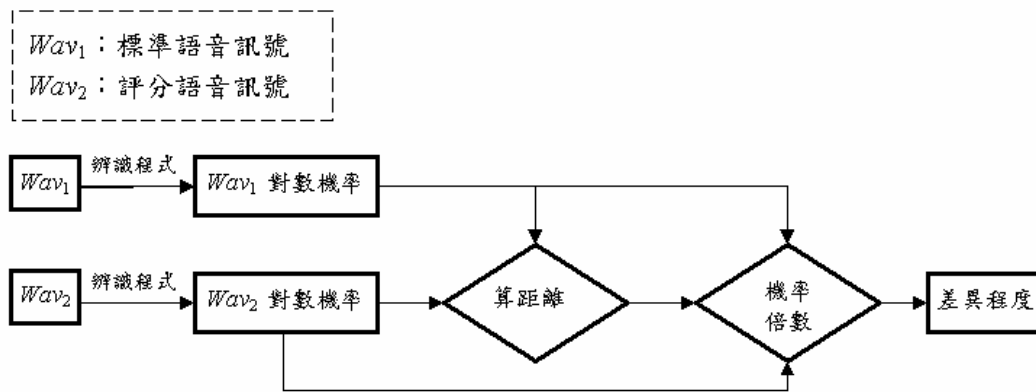 Wav₁：標準語音訊號
Wav₂：評分語音訊號
Wav₁
辨識程式
Wav₁ 對數機率
Wav₂
辨識程式
Wav₂ 對數機率
算距離
機率
倍數
差異程度